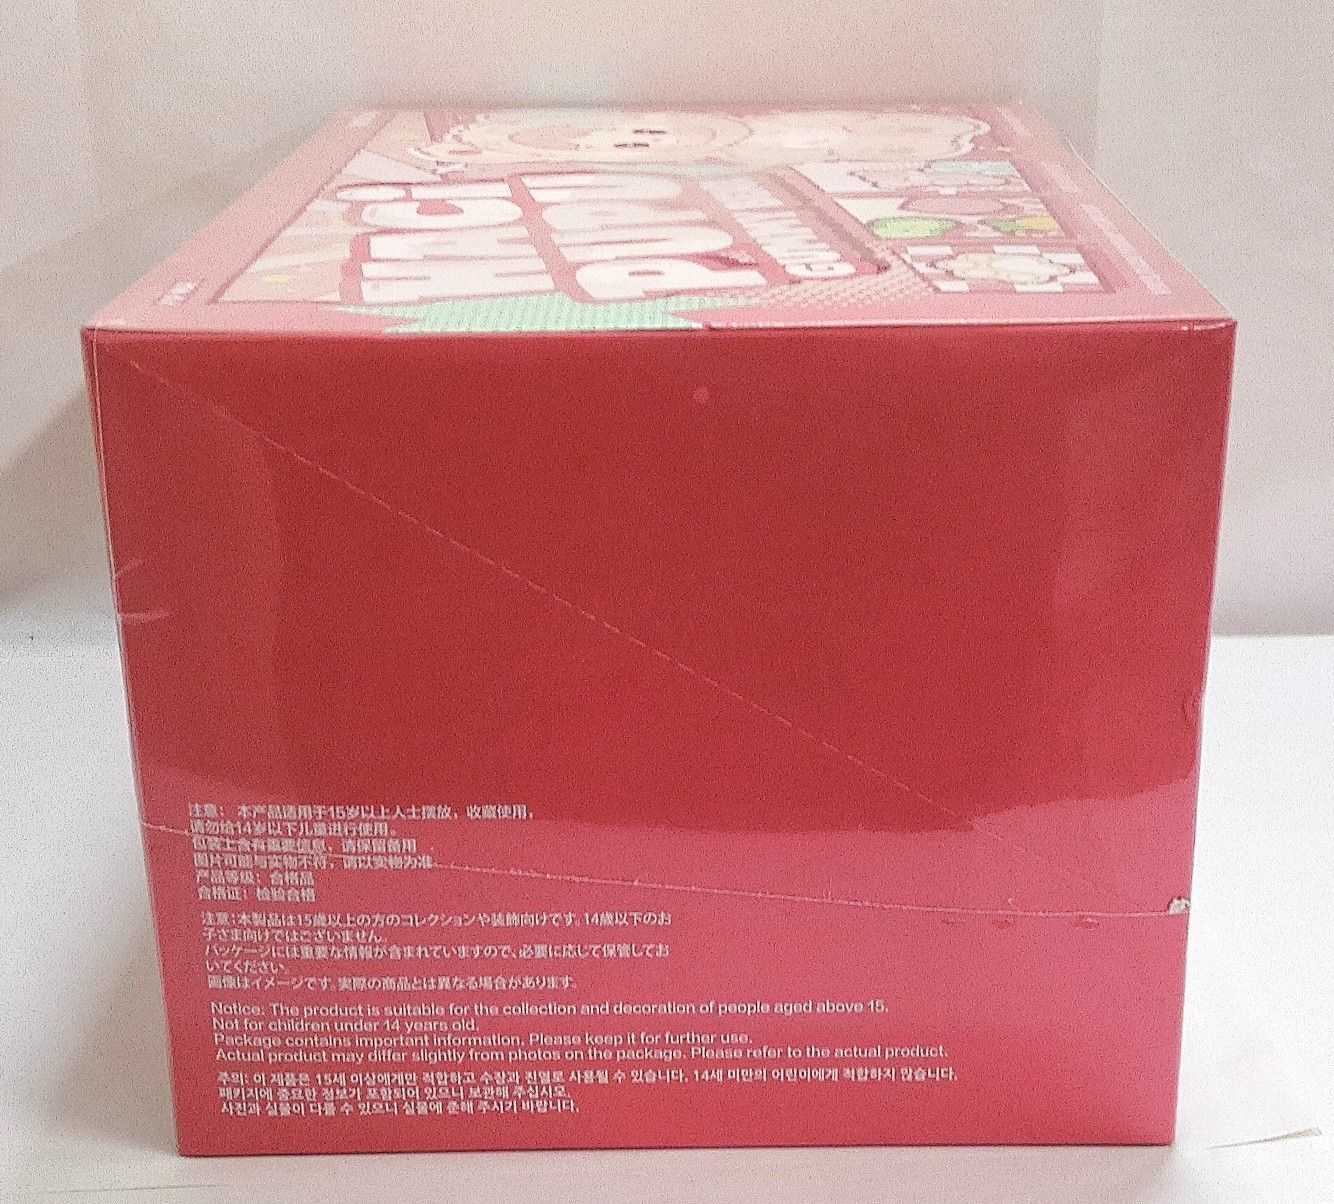 HACI
PUPU
注意： 本产品适用于15岁以上人士摆放，收藏使用，
请勿给14岁以下儿童进行使用。
包装上含有重要信息，请保留备用
图片可能与实物不符，请以实物为准
产品等级：合格品
合格证：检验合格
注意：本製品は15歳以上の方のコレクションや装飾向けです。14歳以下のお
子さま向けではございません。
パッケージには重要な情報が含まれていますので、必要に応じて保管してお
いてください。
画像はイメージです。実際の商品とは異なる場合があります。
Notice: The product is suitable for the collection and decoration of people aged above 15.
Not for children under 14 years old.
Package contains important information, Please keep it for further use.
Actual product may differ slightly from photos on the package. Please refer to the actual product.
주의: 이 제품은 15세 이상에게만 적합하고 수장과 진열로 사용될 수 있습니다. 14세 미만의 어린이에게 적합하지 않습니다.
패키지에 중요한 정보가 포함되어 있으니 보관해 주십시오.
사진과 실물이 다를 수 있으니 실물에 준해 주시기 바랍니다.